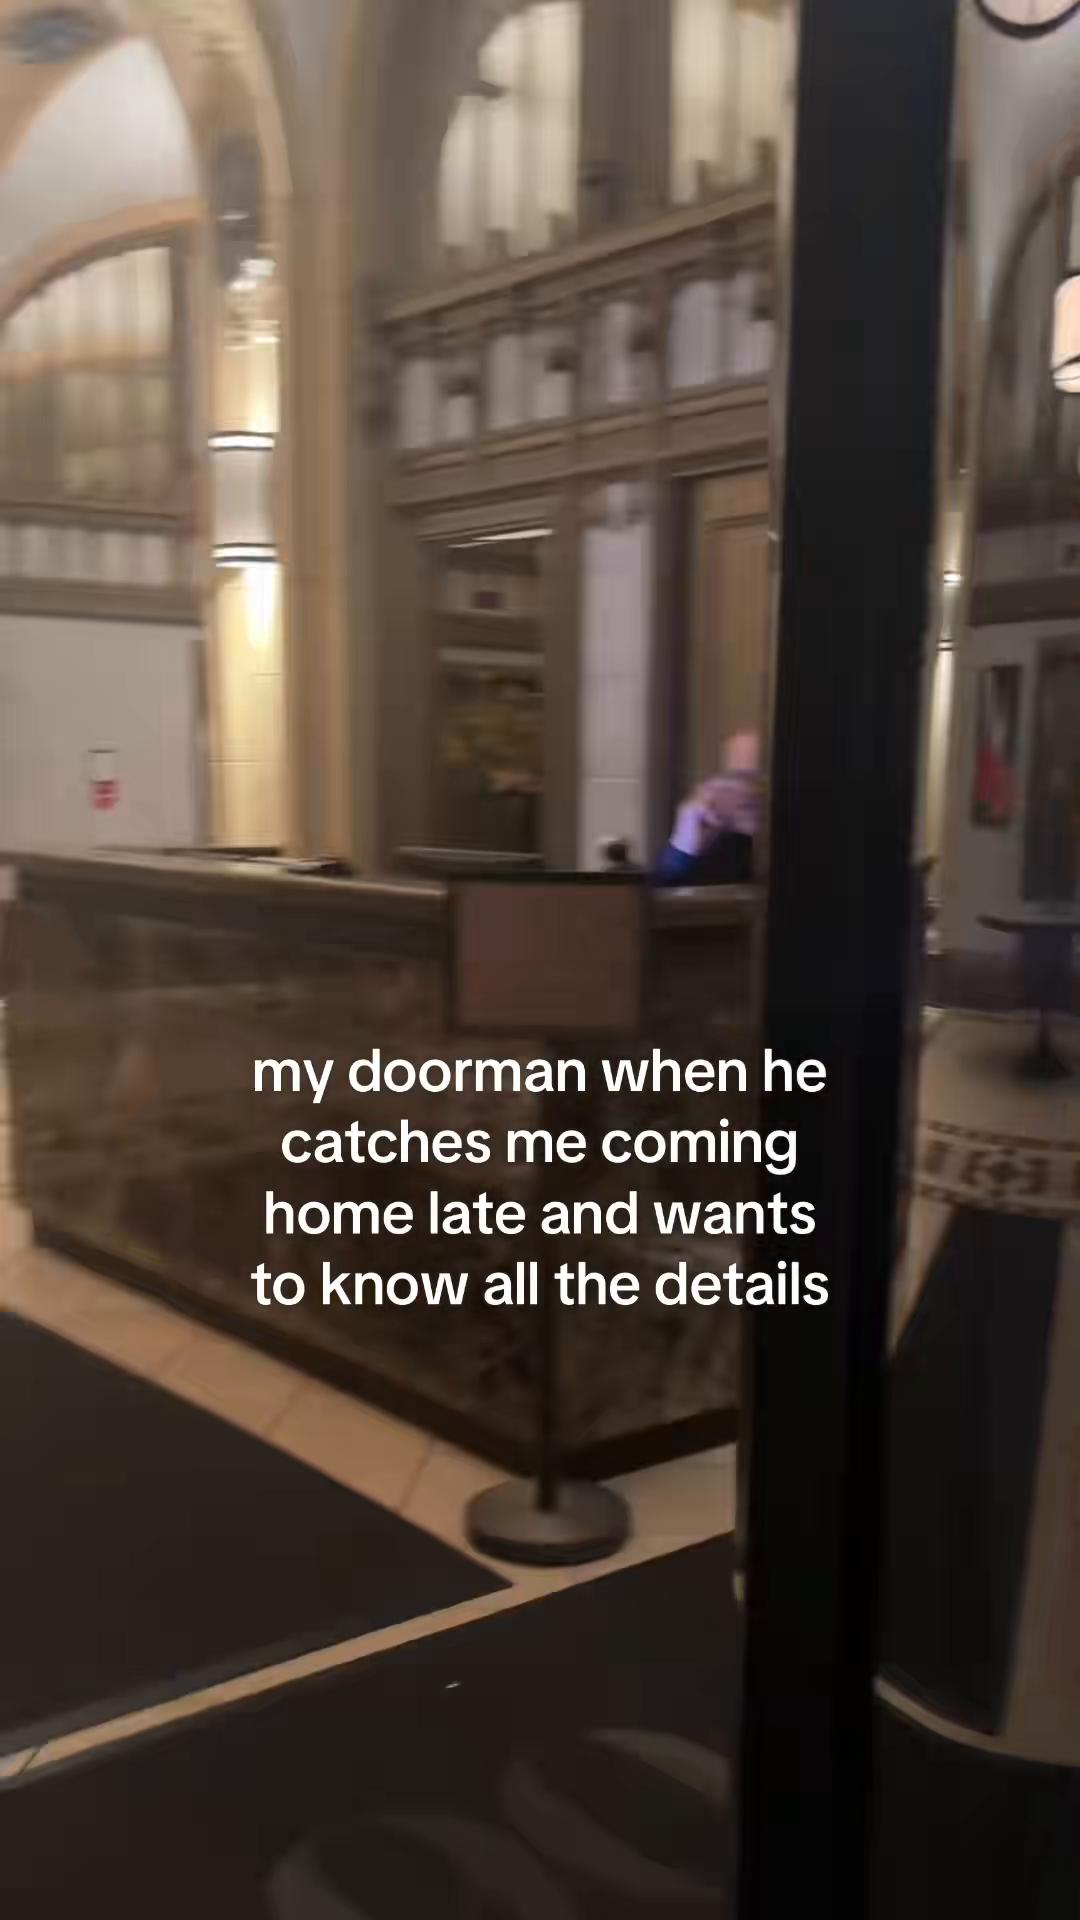 my doorman when he
catches me coming
home late and wants
to know all the details